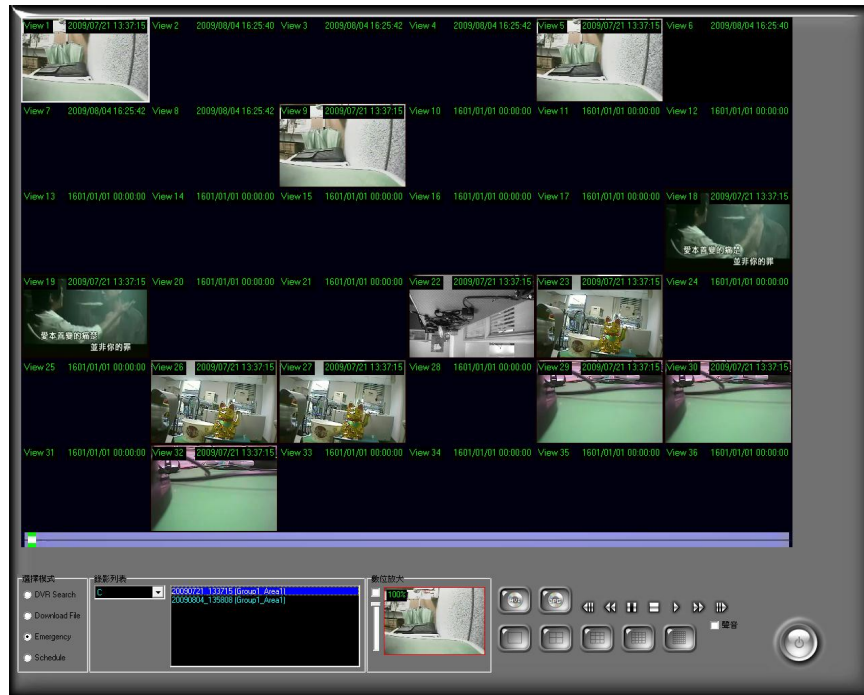 View 1 2009/07/21 13:37:15 View 2 2009/08/04 16:25:40 View 3 2009/08/04 16:25:42 View 4 2009/08/04 16:25:42 View 5 2009/07/21 13:37:15 View 6 2009/08/04 16:25:40
View 7 2009/08/04 16:25:42 View 8 2009/08/04 16:25:42 View 9 2009/07/21 13:37:15 View 10 1601/01/01 00:00:00 View 11 1601/01/01 00:00:00 View 12 1601/01/01 00:00:00
View 13 1601/01/01 00:00:00 View 14 1601/01/01 00:00:00 View 15 1601/01/01 00:00:00 View 16 1601/01/01 00:00:00 View 17 1601/01/01 00:00:00 View 18 2009/07/21 13:37:15
愛本善變的痛楚
並非你的罪
View 19 2009/07/21 13:37:15 View 20 1601/01/01 00:00:00 View 21 1601/01/01 00:00:00 View 22 2009/07/21 13:37:15 View 23 2009/07/21 13:37:15 View 24 1601/01/01 00:00:00
愛本善變的痛楚
並非你的罪
View 25 1601/01/01 00:00:00 View 26 2009/07/21 13:37:15 View 27 2009/07/21 13:37:15 View 28 1601/01/01 00:00:00 View 29 2009/07/21 13:37:15 View 30 2009/07/21 13:37:15
View 31 1601/01/01 00:00:00 View 32 2009/07/21 13:37:15 View 33 1601/01/01 00:00:00 View 34 1601/01/01 00:00:00 View 35 1601/01/01 00:00:00 View 36 1601/01/01 00:00:00
選擇模式
DVR Search
Download File
Emergency
Schedule
錄影列表
C
20090721_133715 (Group1_Area1)
20090804_135808 (Group1_Area1)
數位放大
100%
聲音